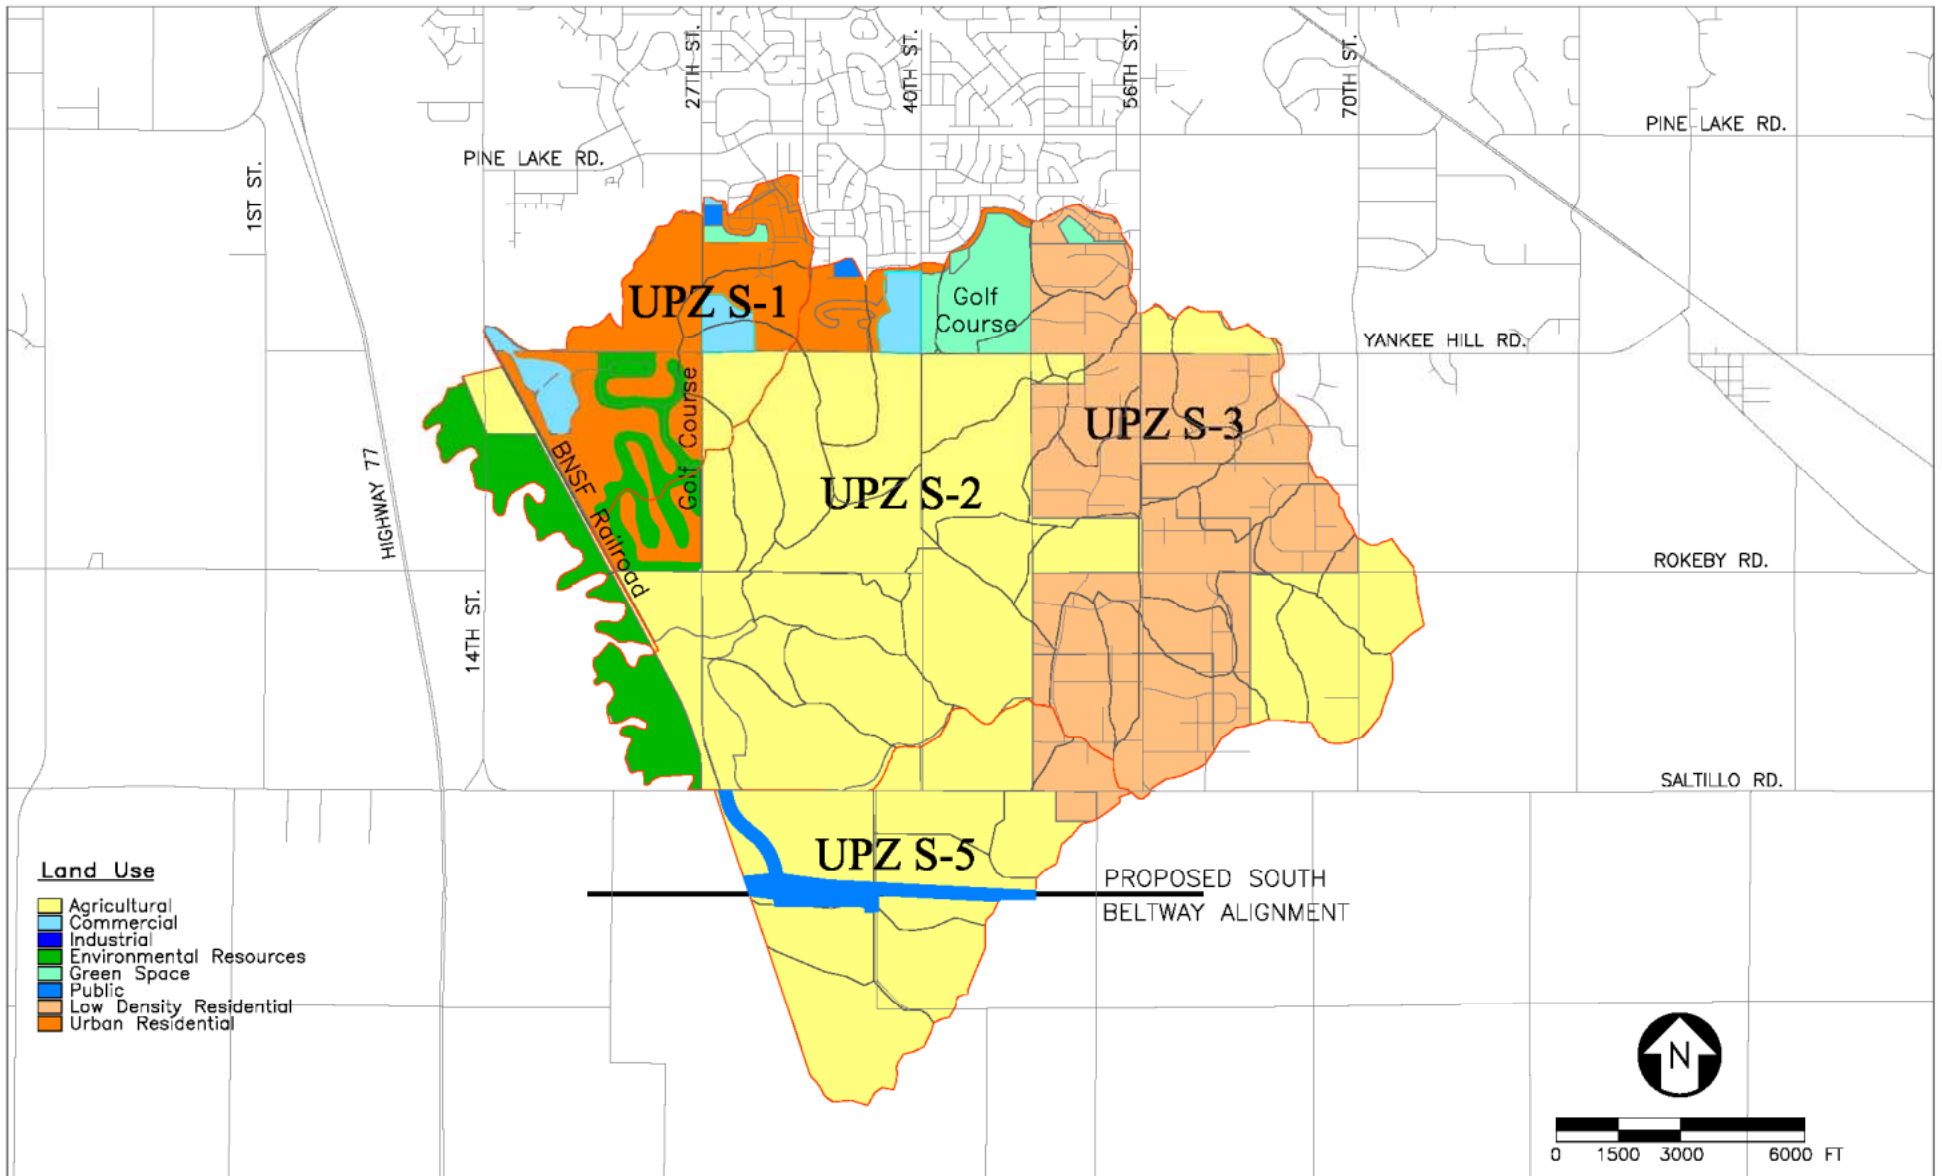 27TH ST.
40TH ST.
56TH ST.
70TH ST.
PINE LAKE RD.
PINE LAKE RD.
1ST ST.
UPZ S-1
Golf
Course
YANKEE HILL RD.
Golf Course
UPZ S-3
HIGHWAY 77
BNSF Railroad
UPZ S-2
ROKEBY RD.
14TH ST.
SALTILLO RD.
UPZ S-5
PROPOSED SOUTH
BELTWAY ALIGNMENT
Land Use
Agricultural
Commercial
Industrial
Environmental Resources
Green Space
Public
Low Density Residential
Urban Residential
N
0 1500 3000 6000 FT